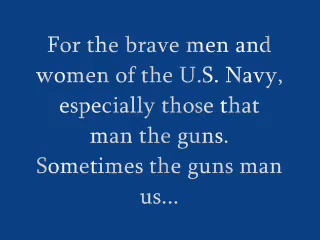 For the brave men and
women of the U.S. Navy,
especially those that
man the guns.
Sometimes the guns man
us...